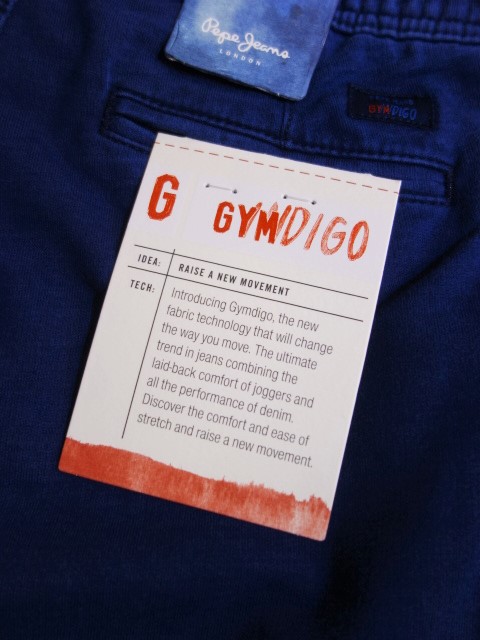 Pepe Jeans
LONDON
GYMDIGO
G GYMDIGO
IDEA: RAISE A NEW MOVEMENT
TECH: Introducing Gymdigo, the new
fabric technology that will change
the way you move. The ultimate
trend in jeans combining the
laid-back comfort of joggers and
all the performance of denim.
Discover the comfort and ease of
stretch and raise a new movement.